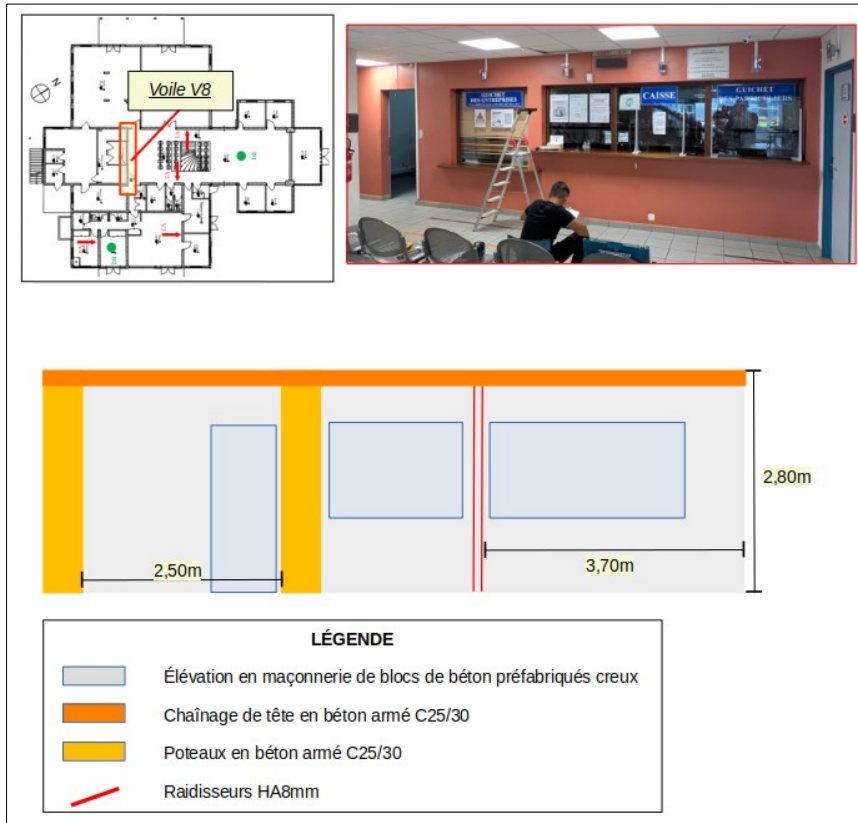 Voile V8
N
GUICHET
DES ENTREPRISES
CAISSE
GUICHET
DES PARTICULIERS
2,80m
2,50m
3,70m
LÉGENDE
Élévation en maçonnerie de blocs de béton préfabriqués creux
Chaînage de tête en béton armé C25/30
Poteaux en béton armé C25/30
Raidisseurs HA8mm